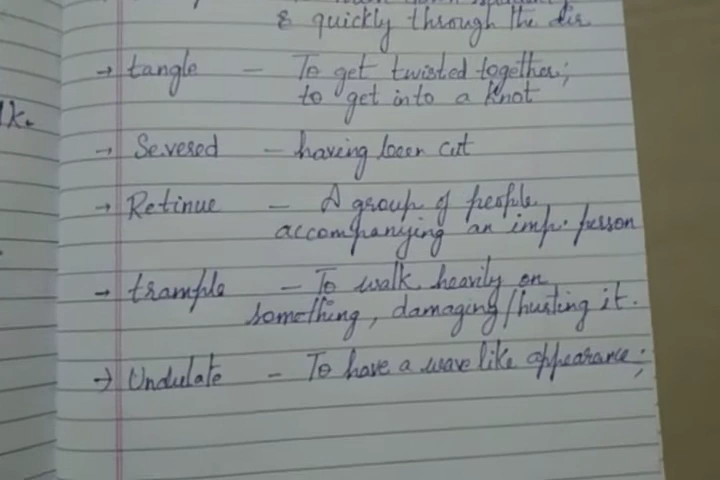 & quickly through the air
→ tangle - To get twisted together;
to get into a knot
→ Severed - having been cut
→ Retinue - A group of people
accompanying an imp. person
→ trample - To walk heavily on
something, damaging/hurting it.
→ Undulate - To have a wave like appearance;